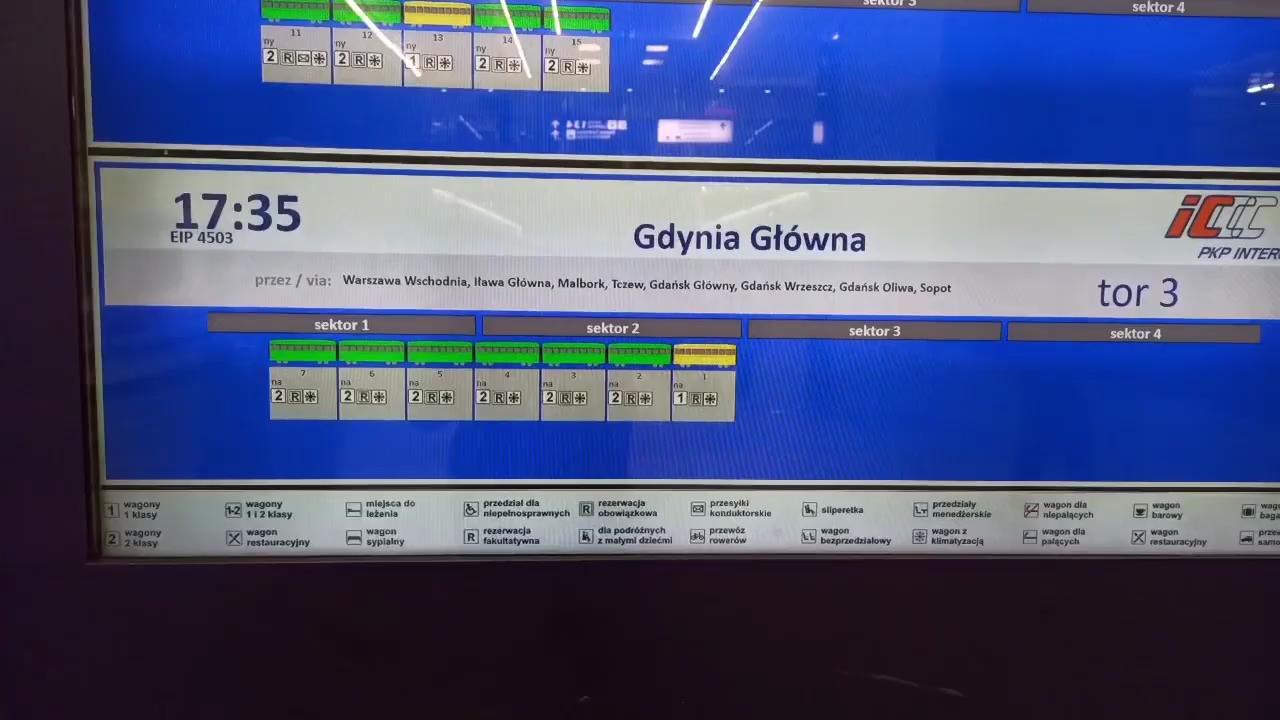 sektor 3 sektor 4
11 12 13 14 15
ny ny ny ny ny
2 R 2 R 1 R 2 R 2 R
17:35
EIP 4503
Gdynia Główna
IC
PKP INTER
przez / via: Warszawa Wschodnia, Iława Główna, Malbork, Tczew, Gdańsk Główny, Gdańsk Wrzeszcz, Gdańsk Oliwa, Sopot
tor 3
sektor 1 sektor 2 sektor 3 sektor 4
7 6 5 4 3 2 1
na na na na na na na
2 R 2 R 2 R 2 R 2 R 2 R 1 R
1 wagony 1-2 wagony miejsca do przedział dla R rezerwacja przesyłki sliperetka przedziały wagon dla wagon
1 klasy 1 i 2 klasy leżenia niepełnosprawnych obowiązkowa konduktorskie menedżerskie niepalących barowy
2 wagony wagon wagon R rezerwacja dla podróżnych przewóz wagon wagon z wagon dla wagon
2 klasy restauracyjny sypialny fakultatywna z małymi dziećmi rowerów bezprzedziałowy klimatyzacją palących restauracyjny